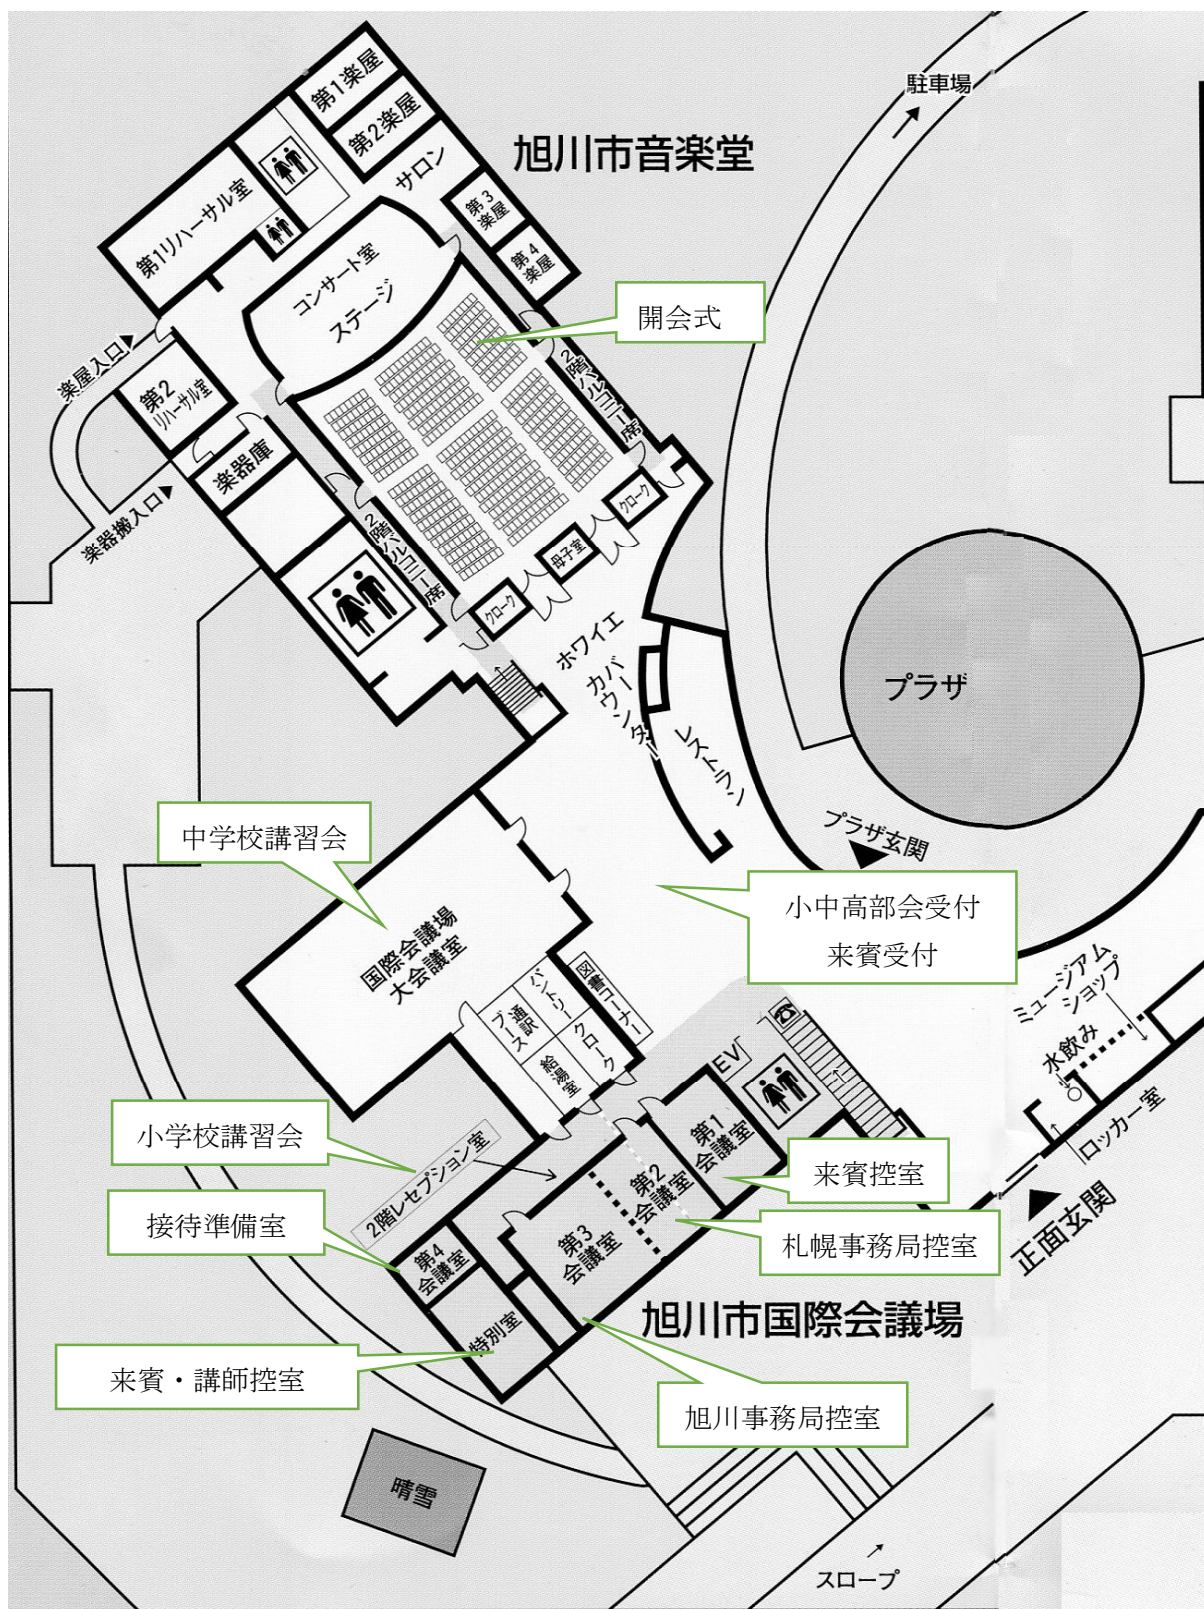 駐車場
旭川市音楽堂
第1楽屋
第2楽屋
サロン
第3
楽屋
第4
楽屋
第1リハーサル室
コンサート室
ステージ
開会式
楽屋入口
第2
リハーサル室
楽器庫
楽器搬入口
2階バルコニー席
2階バルコニー席
クローク
母子室
クローク
ホワイエ
バーカウンター
レストラン
プラザ
プラザ玄関
中学校講習会
国際会議場
大会議室
小中高部会受付
来賓受付
ミュージアム
ショップ
水飲み
ロッカー室
正面玄関
図書コーナー
パントリー
通訳
ブース
クローク
給湯室
EV
小学校講習会
2階レセプション室
接待準備室
第1
会議室
第2
会議室
第3
会議室
第4
会議室
特別室
来賓控室
札幌事務局控室
旭川市国際会議場
来賓・講師控室
旭川事務局控室
晴雪
スロープ